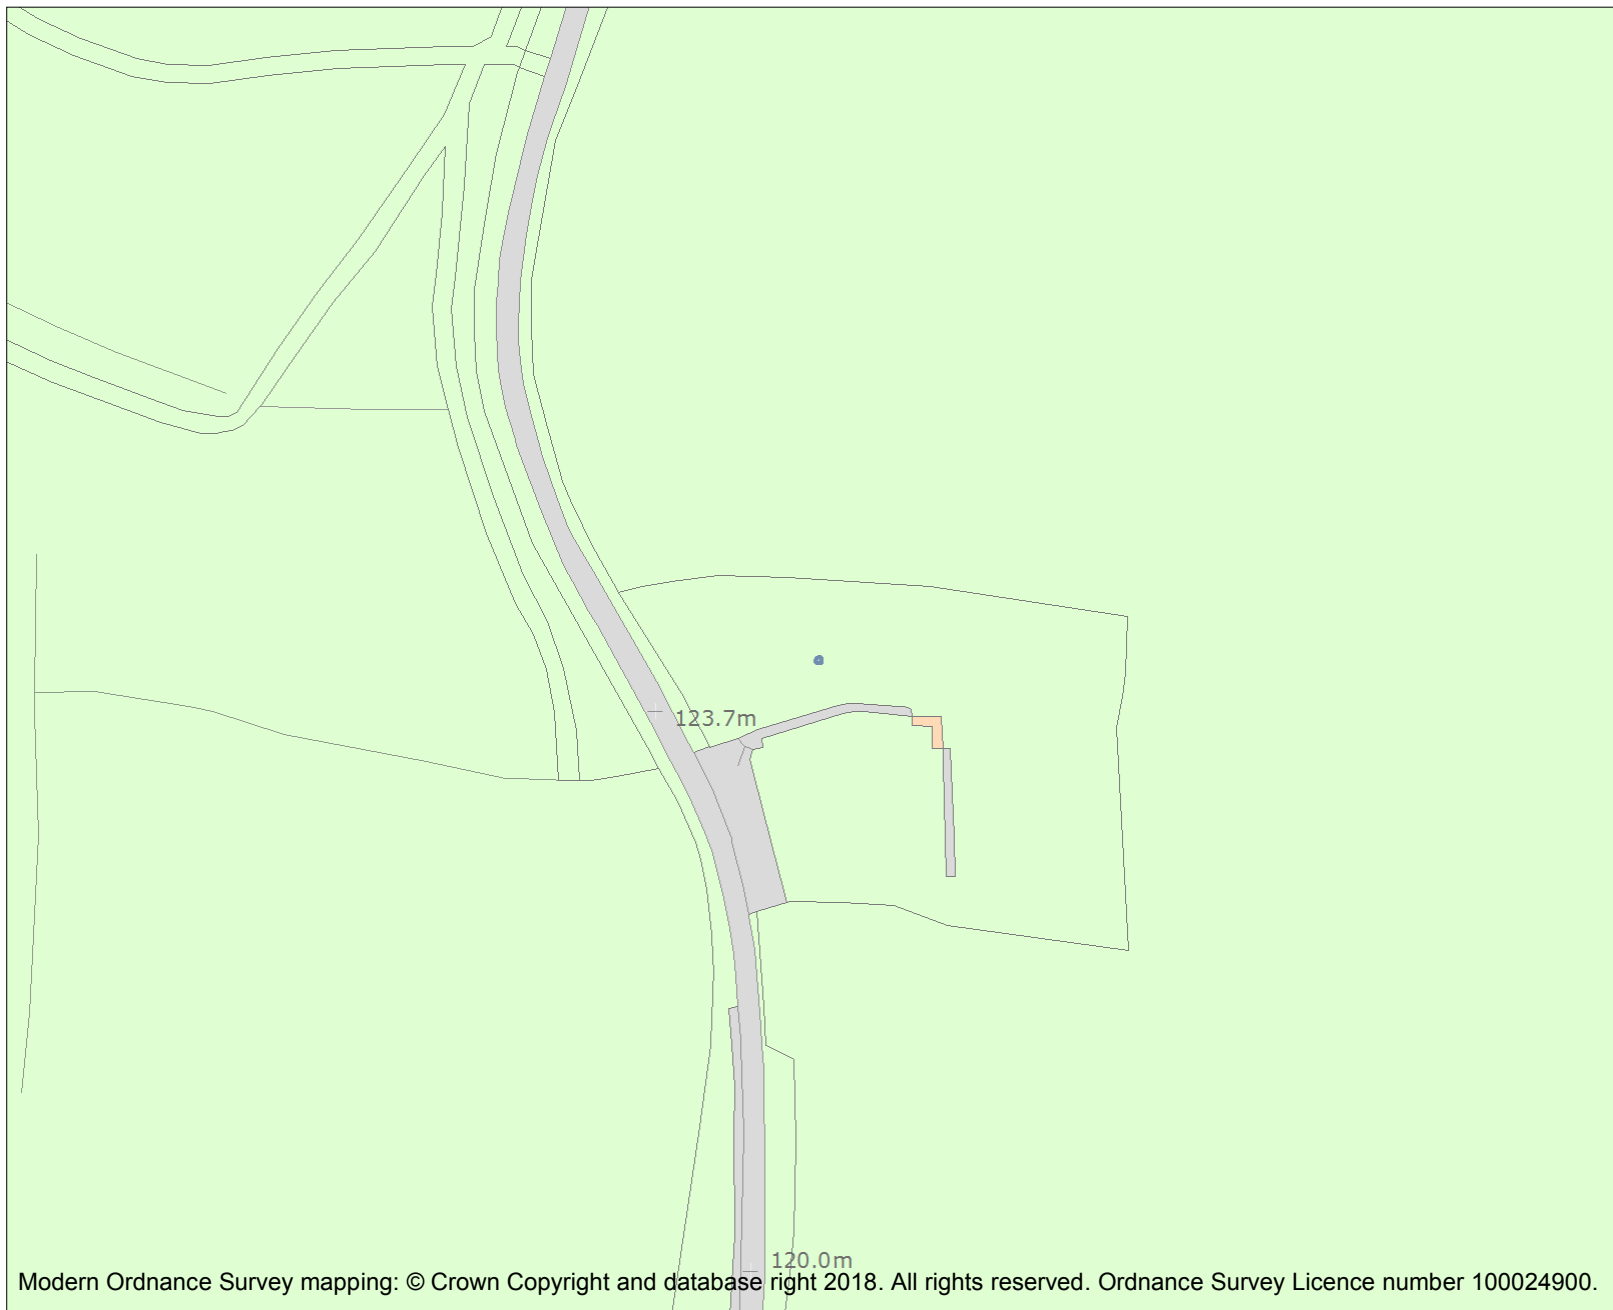 123.7m
120.0m
Modern Ordnance Survey mapping: © Crown Copyright and database right 2018. All rights reserved. Ordnance Survey Licence number 100024900.